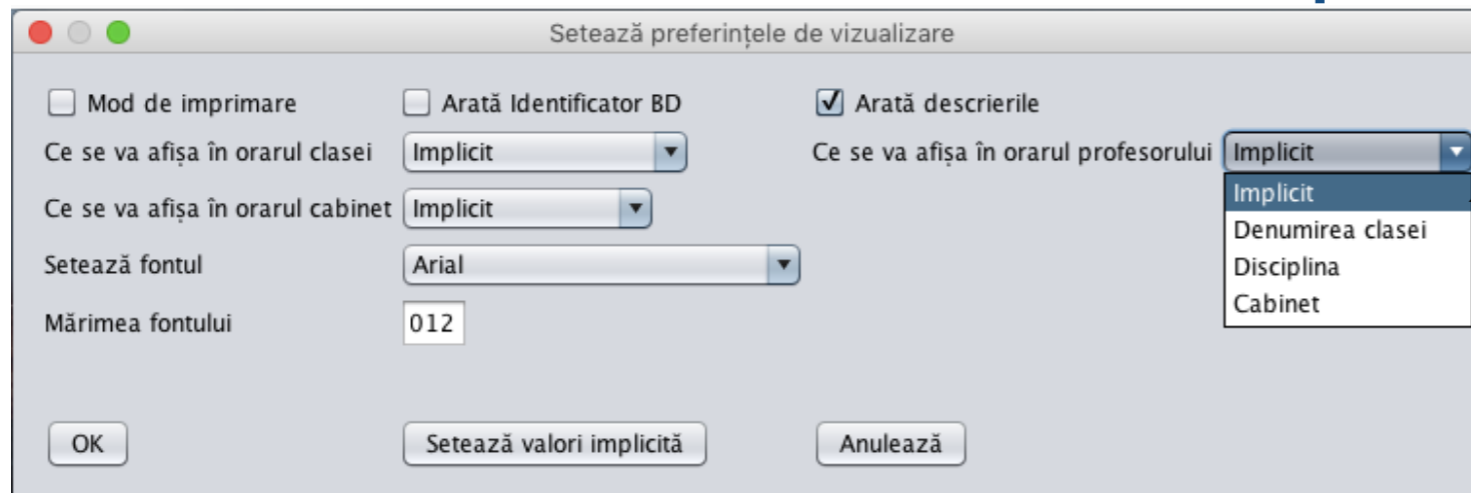 Setează preferințele de vizualizare
Mod de imprimare Arată Identificator BD Arată descrierile
Ce se va afișa în orarul clasei Implicit Ce se va afișa în orarul profesorului Implicit
Implicit
Ce se va afișa în orarul cabinet Implicit
Denumirea clasei
Setează fontul Arial Disciplina
Cabinet
Mărimea fontului 012
OK Setează valori implicită Anulează